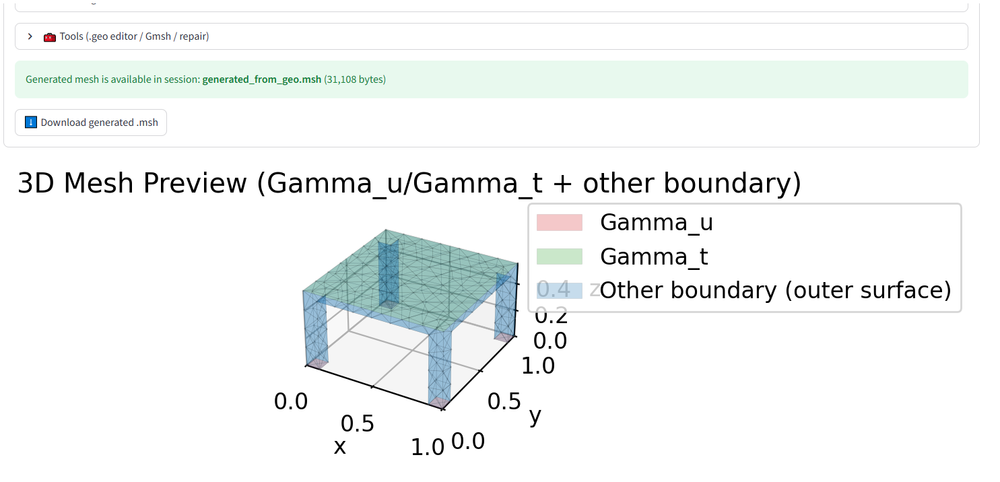 Tools (.geo editor / Gmsh / repair)
Generated mesh is available in session: generated_from_geo.msh (31,108 bytes)
Download generated .msh
3D Mesh Preview (Gamma_u/Gamma_t + other boundary)
Gamma_u
Gamma_t
0.4 z
Other boundary (outer surface)
0.2
0.0
1.0
0.0
0.5
y
0.5
x
1.0
0.0